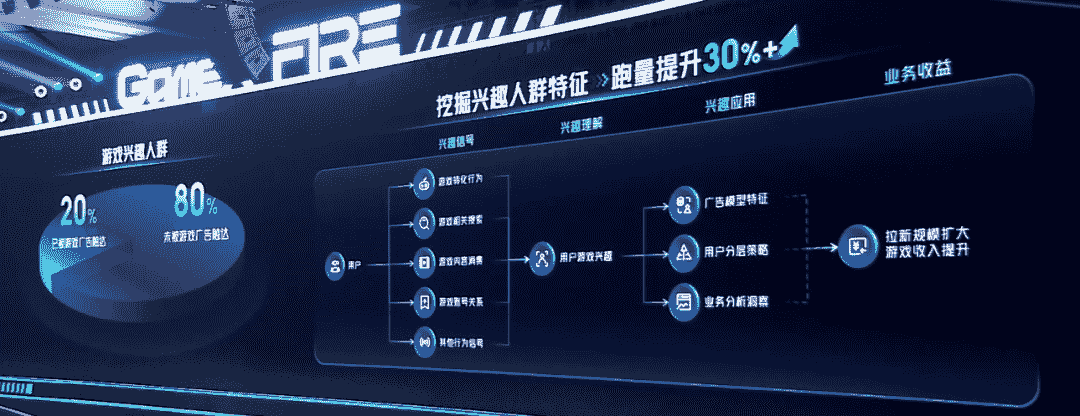 GAME FIRE
挖掘兴趣人群特征 >> 跑量提升30%+
游戏兴趣人群
20%
已被游戏广告触达
80%
未被游戏广告触达
兴趣信号
兴趣理解
兴趣应用
业务收益
用户
游戏转化行为
游戏相关搜索
游戏内容消费
游戏账号关系
其他行为信号
用户游戏兴趣
广告模型特征
用户分层策略
业务分析洞察
拉新规模扩大
游戏收入提升